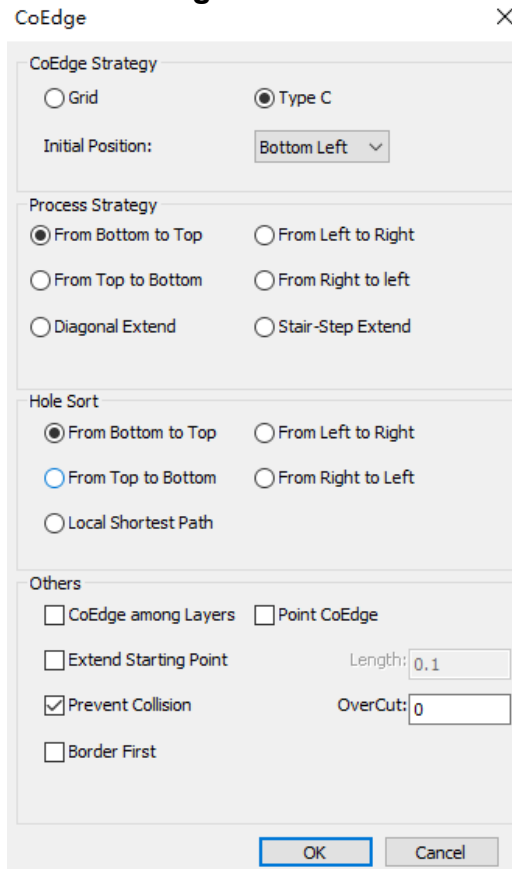 CoEdge
CoEdge Strategy
Grid Type C
Initial Position: Bottom Left
Process Strategy
From Bottom to Top From Left to Right
From Top to Bottom From Right to left
Diagonal Extend Stair-Step Extend
Hole Sort
From Bottom to Top From Left to Right
From Top to Bottom From Right to Left
Local Shortest Path
Others
CoEdge among Layers Point CoEdge
Extend Starting Point Length: 0.1
Prevent Collision OverCut: 0
Border First
OK Cancel